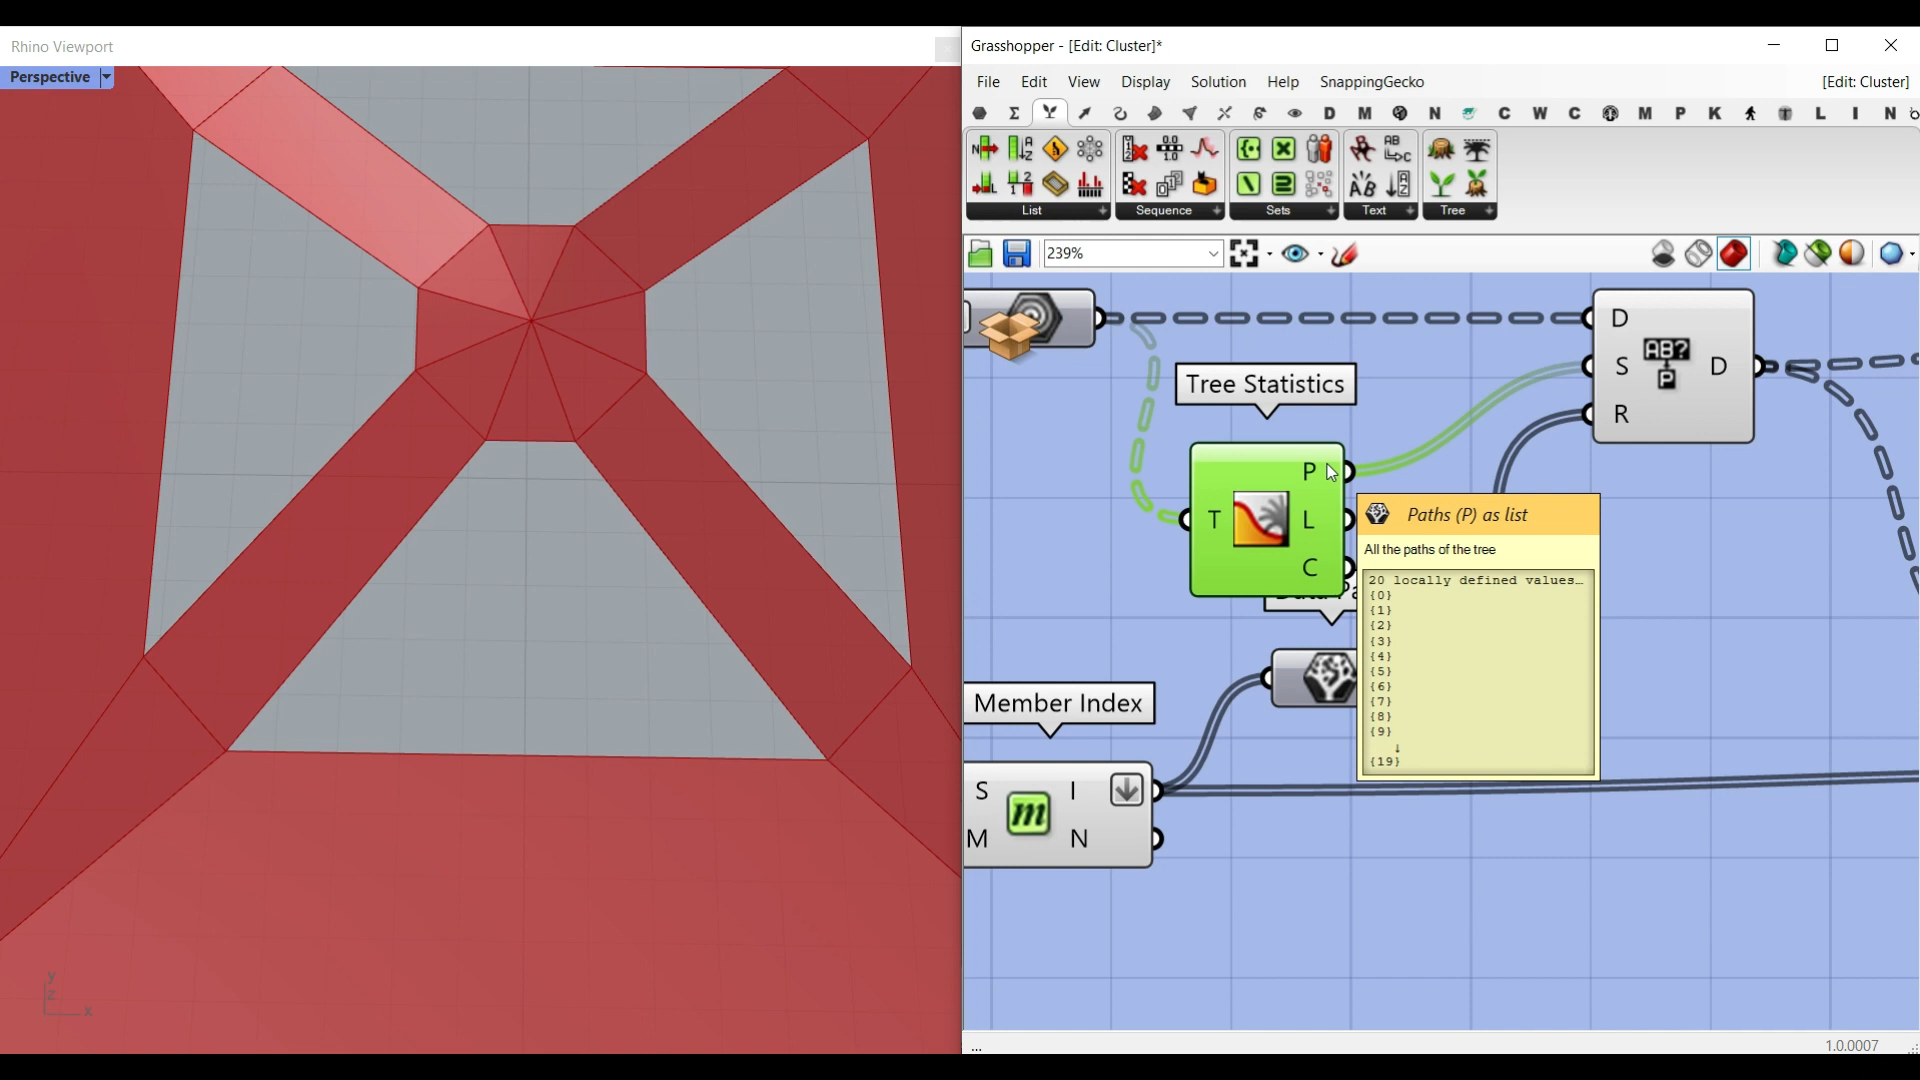 Rhino Viewport
Perspective
Grasshopper - [Edit: Cluster]*
File Edit View Display Solution Help SnappingGecko [Edit: Cluster]
D M N C W C M P K L I N
List Sequence Sets Text Tree
239%
D
S D
R
Tree Statistics
P
T L
C
Paths (P) as list
All the paths of the tree
20 locally defined values…
{0}
{1}
{2}
{3}
{4}
{5}
{6}
{7}
{8}
{9}
↓
{19}
Member Index
S I
M N
m
AB?
P
x
y
z
...
1.0.0007